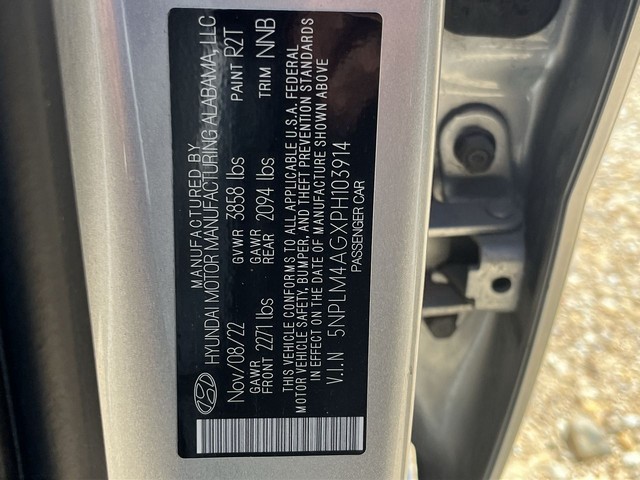 MANUFACTURED BY
HYUNDAI MOTOR MANUFACTURING ALABAMA, LLC
Nov/08/22 GVWR 3858 lbs PAINT R2T
GAWR FRONT 2271 lbs GAWR REAR 2094 lbs TRIM NNB
THIS VEHICLE CONFORMS TO ALL APPLICABLE U.S.A. FEDERAL
MOTOR VEHICLE SAFETY, BUMPER, AND THEFT PREVENTION STANDARDS
IN EFFECT ON THE DATE OF MANUFACTURE SHOWN ABOVE
V.I.N 5NPLM4AGXPH103914
PASSENGER CAR